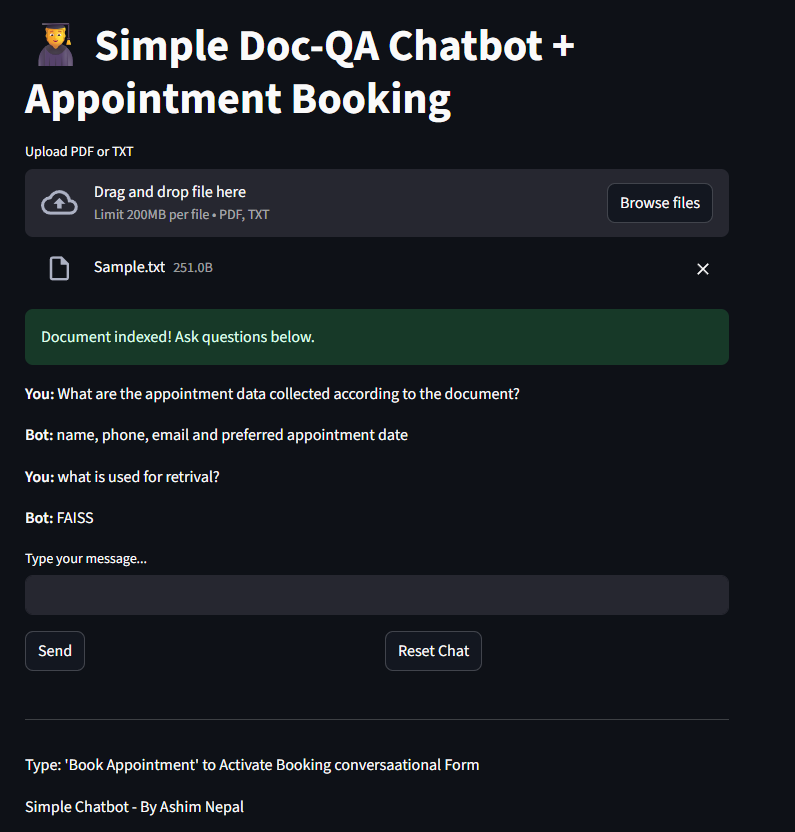 Simple Doc-QA Chatbot +
Appointment Booking
Upload PDF or TXT
Drag and drop file here
Limit 200MB per file • PDF, TXT
Browse files
Sample.txt 251.0B
Document indexed! Ask questions below.
You: What are the appointment data collected according to the document?
Bot: name, phone, email and preferred appointment date
You: what is used for retrival?
Bot: FAISS
Type your message...
Send
Reset Chat
Type: 'Book Appointment' to Activate Booking conversaational Form
Simple Chatbot - By Ashim Nepal